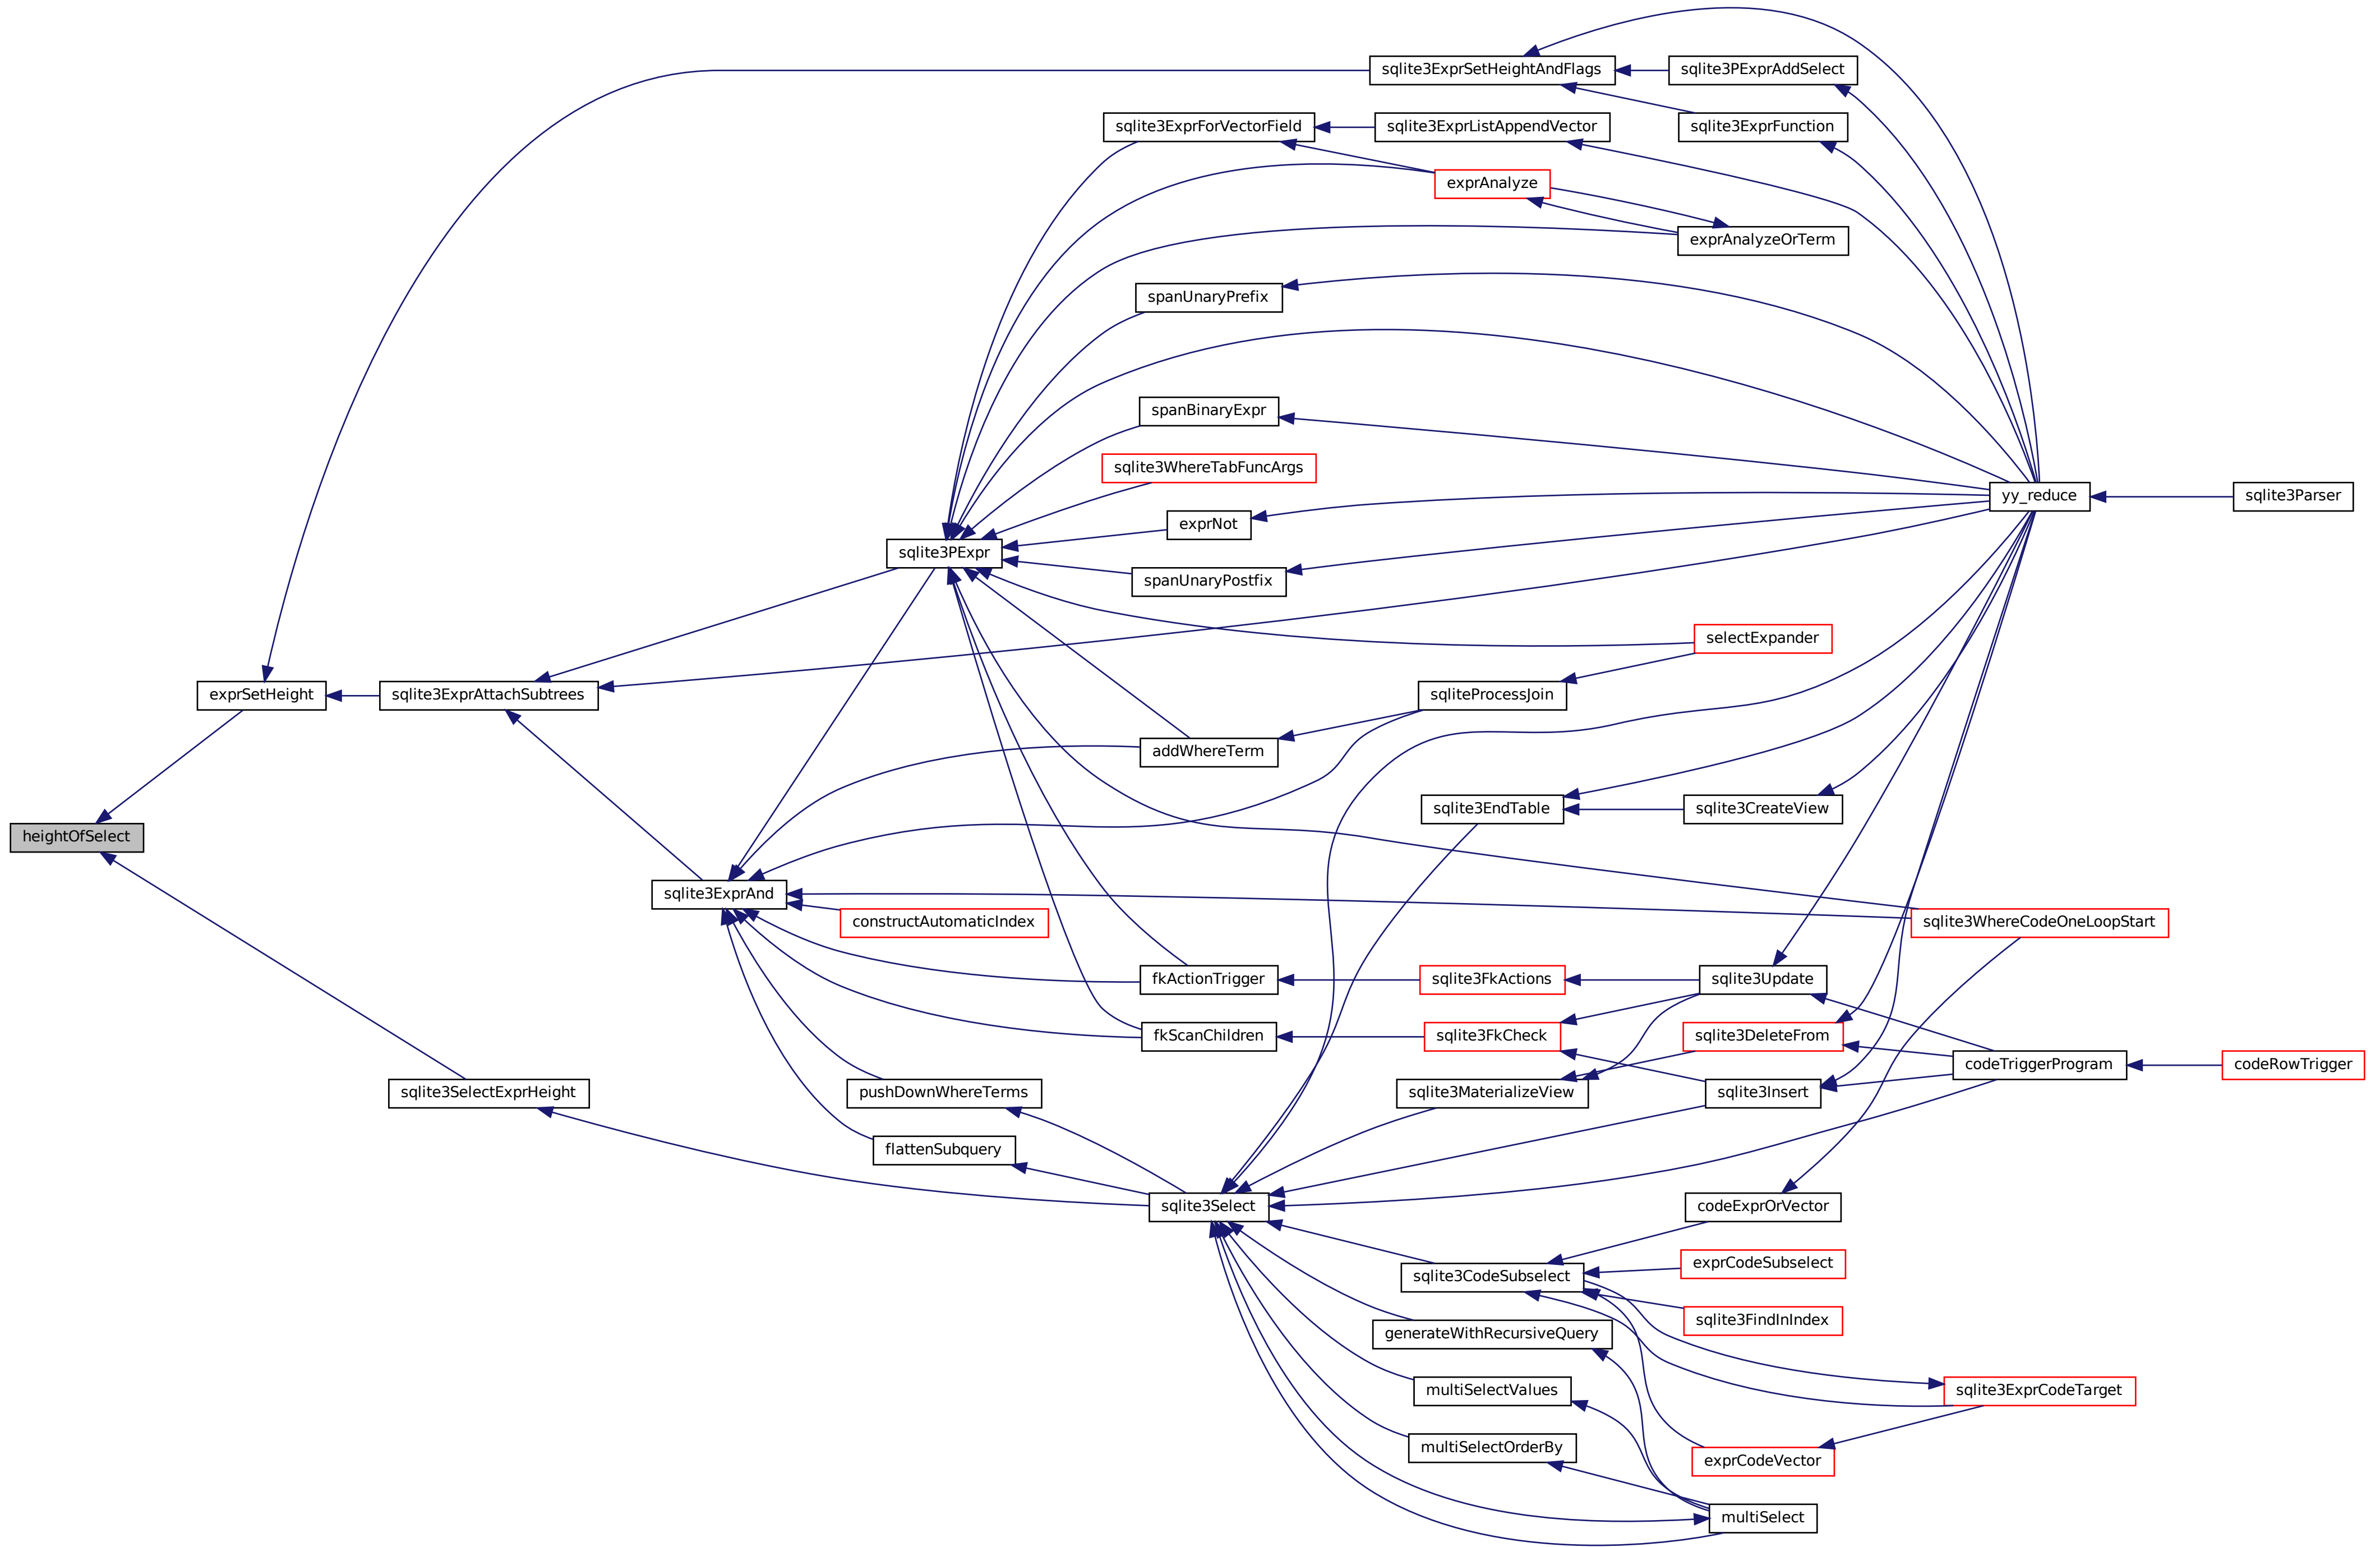 sqlite3ExprSetHeightAndFlags
sqlite3PExprAddSelect
sqlite3ExprForVectorField
sqlite3ExprListAppendVector
sqlite3ExprFunction
exprAnalyze
exprAnalyzeOrTerm
spanUnaryPrefix
spanBinaryExpr
sqlite3WhereTabFuncArgs
yy_reduce
sqlite3Parser
exprNot
sqlite3PExpr
spanUnaryPostfix
selectExpander
exprSetHeight
sqlite3ExprAttachSubtrees
sqliteProcessJoin
addWhereTerm
sqlite3EndTable
sqlite3CreateView
heightOfSelect
sqlite3ExprAnd
constructAutomaticIndex
sqlite3WhereCodeOneLoopStart
fkActionTrigger
sqlite3FkActions
sqlite3Update
fkScanChildren
sqlite3FkCheck
sqlite3DeleteFrom
codeTriggerProgram
codeRowTrigger
sqlite3SelectExprHeight
pushDownWhereTerms
sqlite3MaterializeView
sqlite3Insert
flattenSubquery
sqlite3Select
codeExprOrVector
exprCodeSubselect
sqlite3CodeSubselect
sqlite3FindInIndex
generateWithRecursiveQuery
multiSelectValues
sqlite3ExprCodeTarget
multiSelectOrderBy
exprCodeVector
multiSelect